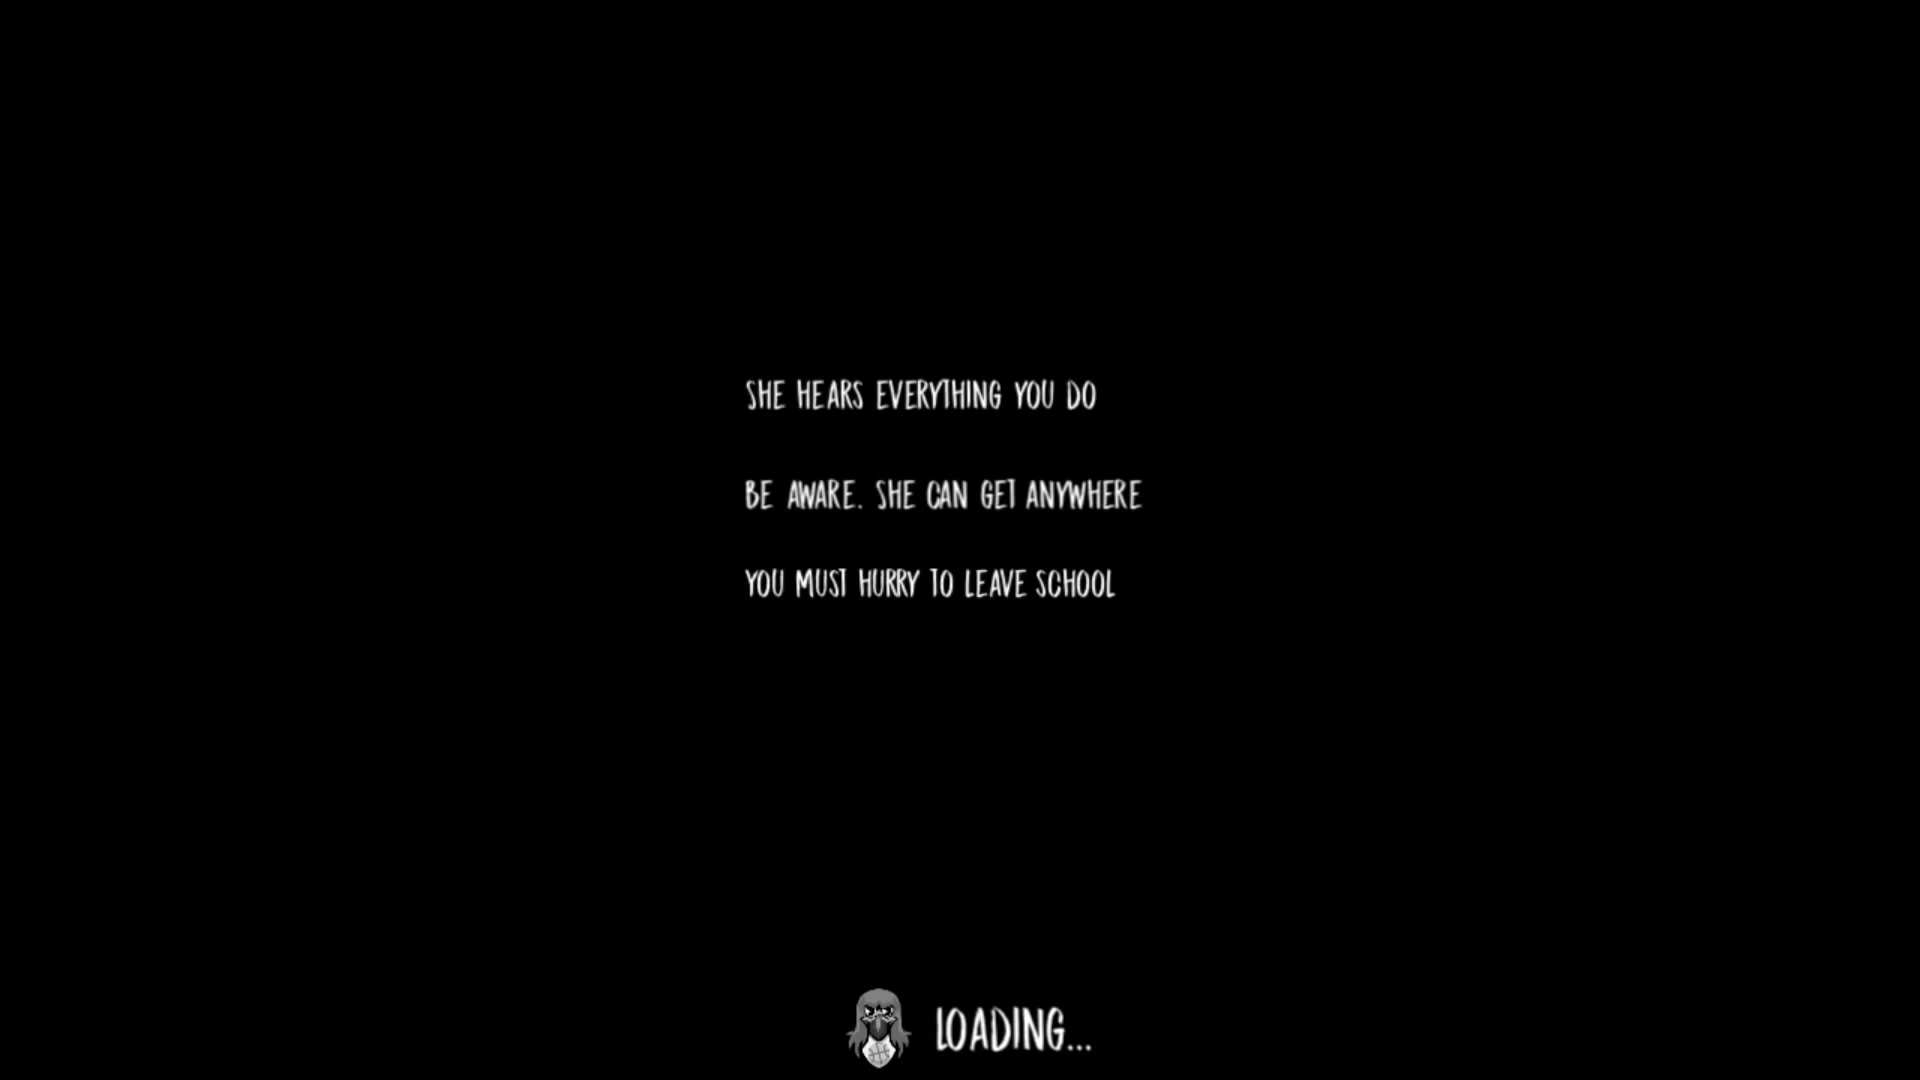 SHE HEARS EVERYTHING YOU DO
BE AWARE. SHE CAN GET ANYWHERE
YOU MUST HURRY TO LEAVE SCHOOL
LOADING...